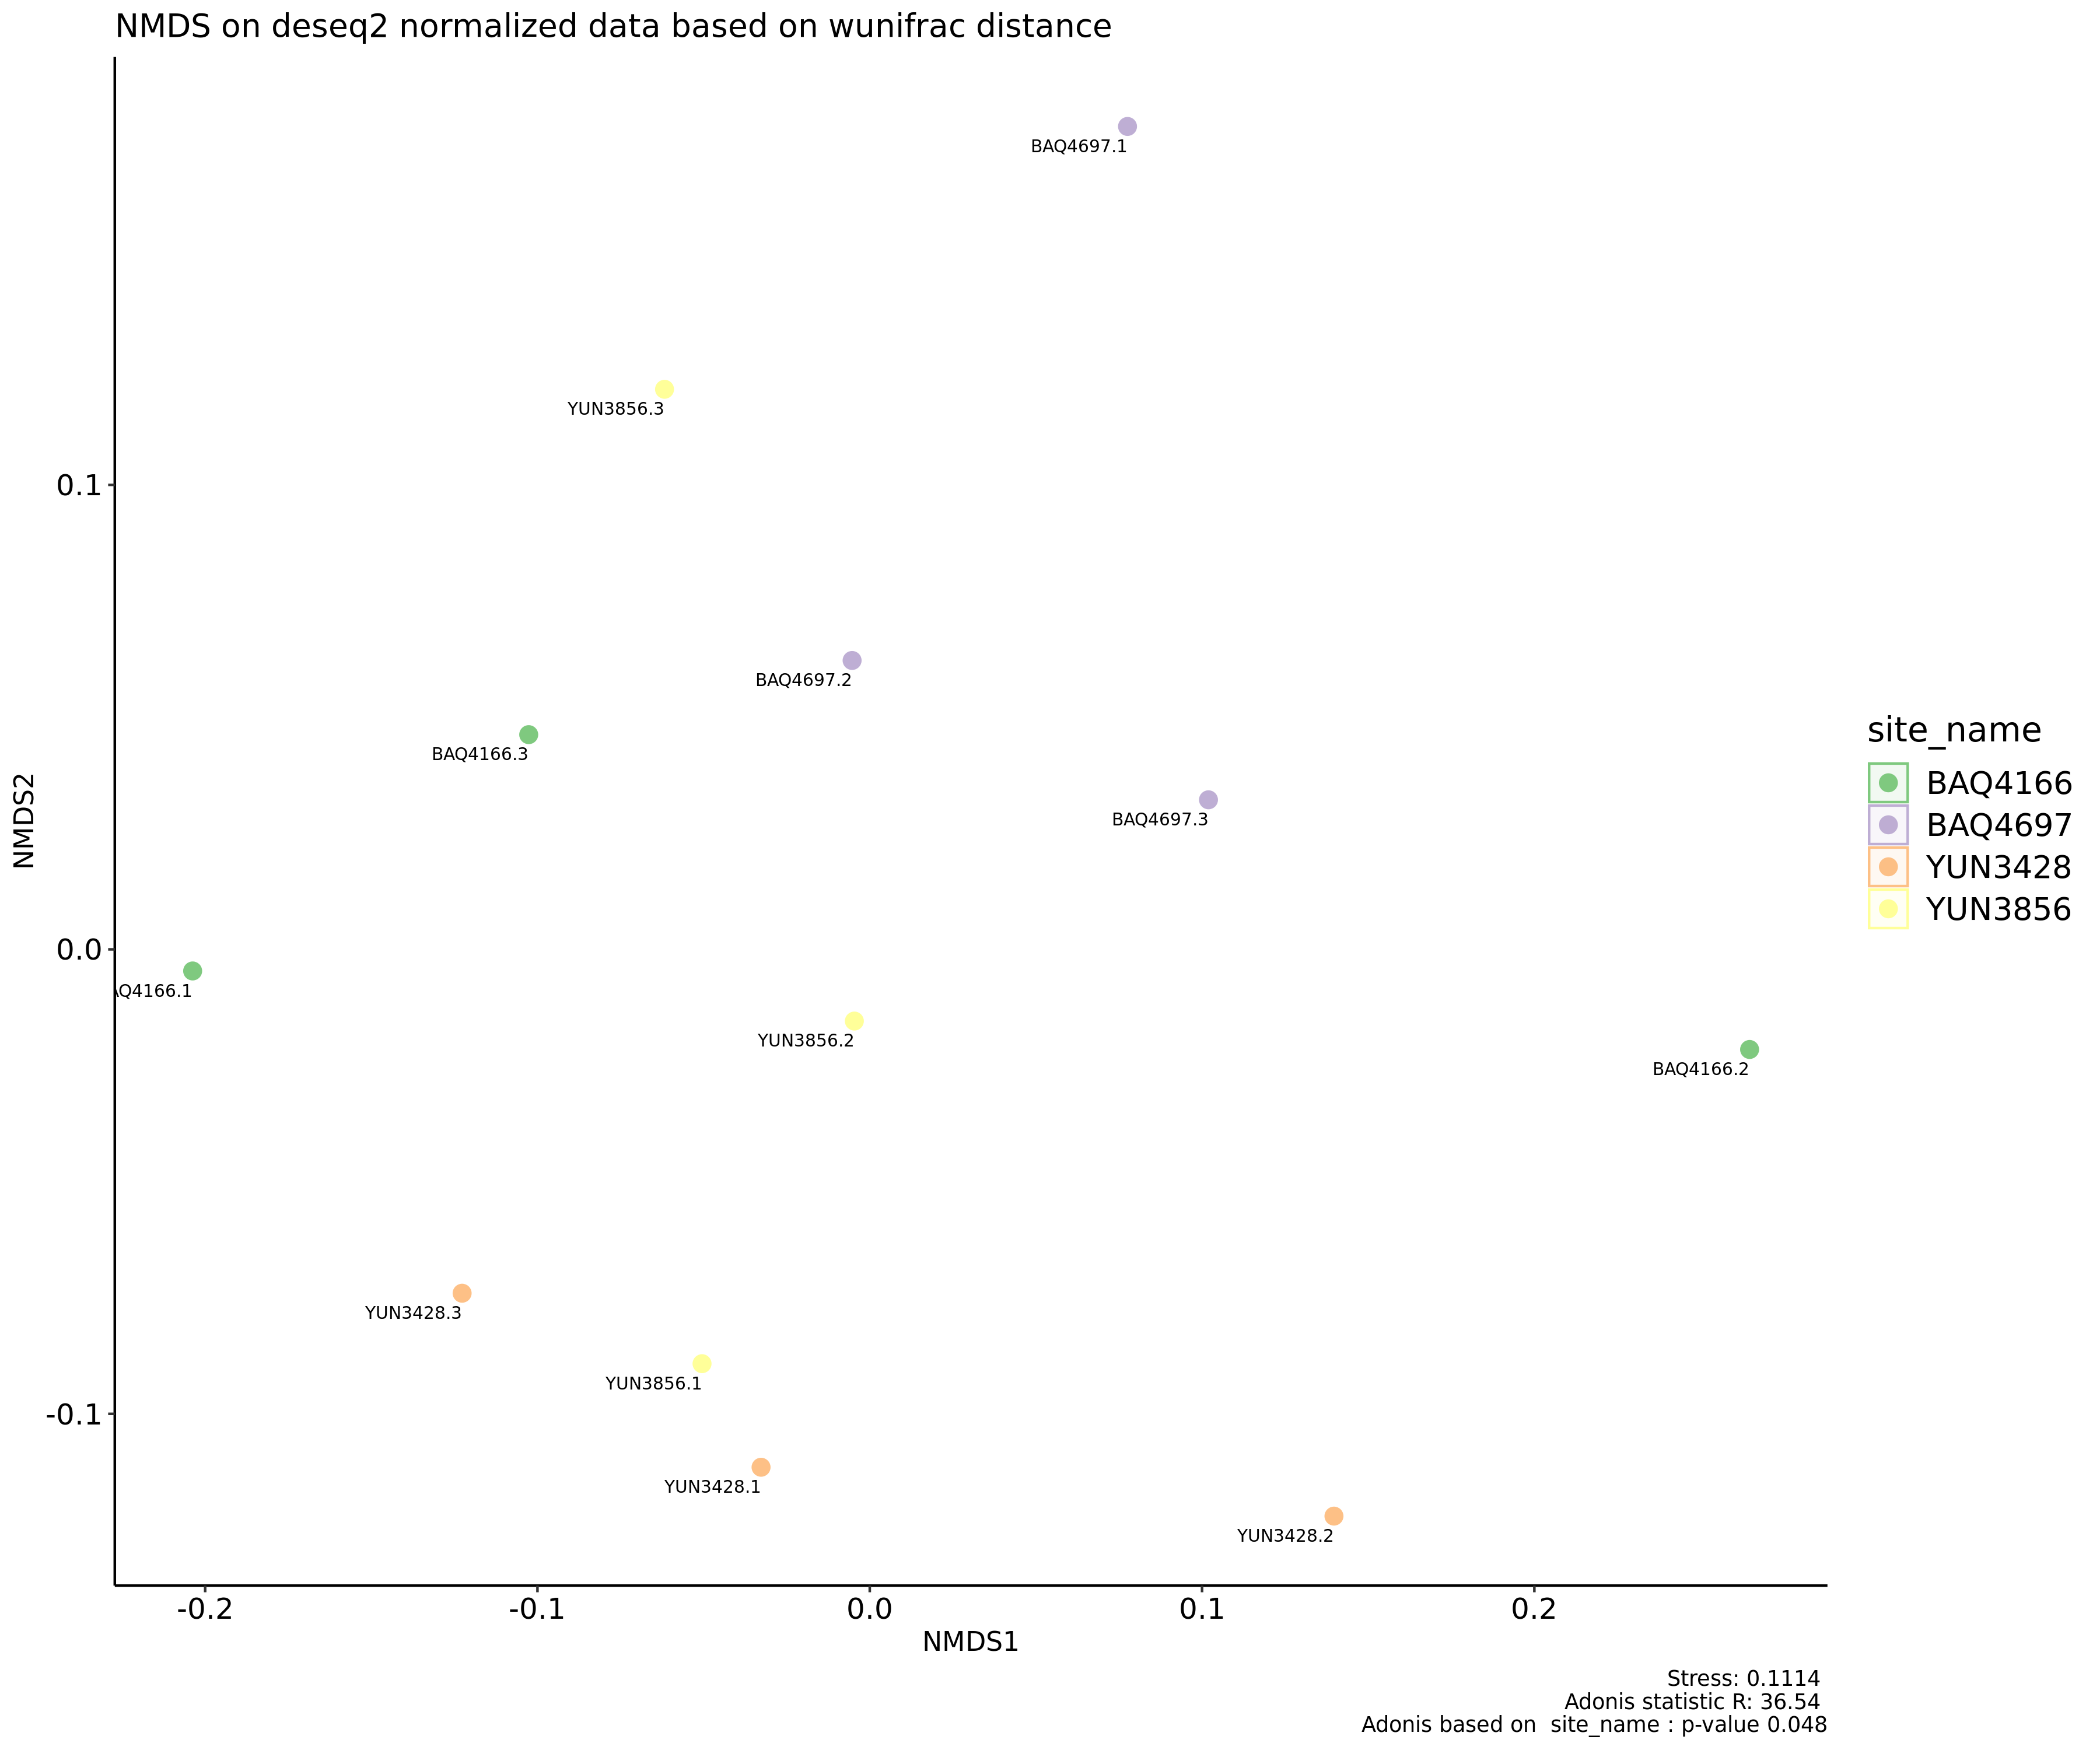 NMDS on deseq2 normalized data based on wunifrac distance
BAQ4697.1
YUN3856.3
0.1
BAQ4697.2
BAQ4166.3
BAQ4697.3
NMDS2
site_name
BAQ4166
BAQ4697
YUN3428
YUN3856
0.0
AQ4166.1
YUN3856.2
BAQ4166.2
YUN3428.3
YUN3856.1
-0.1
YUN3428.1
YUN3428.2
-0.2 -0.1 0.0 0.1 0.2
NMDS1
Stress: 0.1114
Adonis statistic R: 36.54
Adonis based on site_name : p-value 0.048